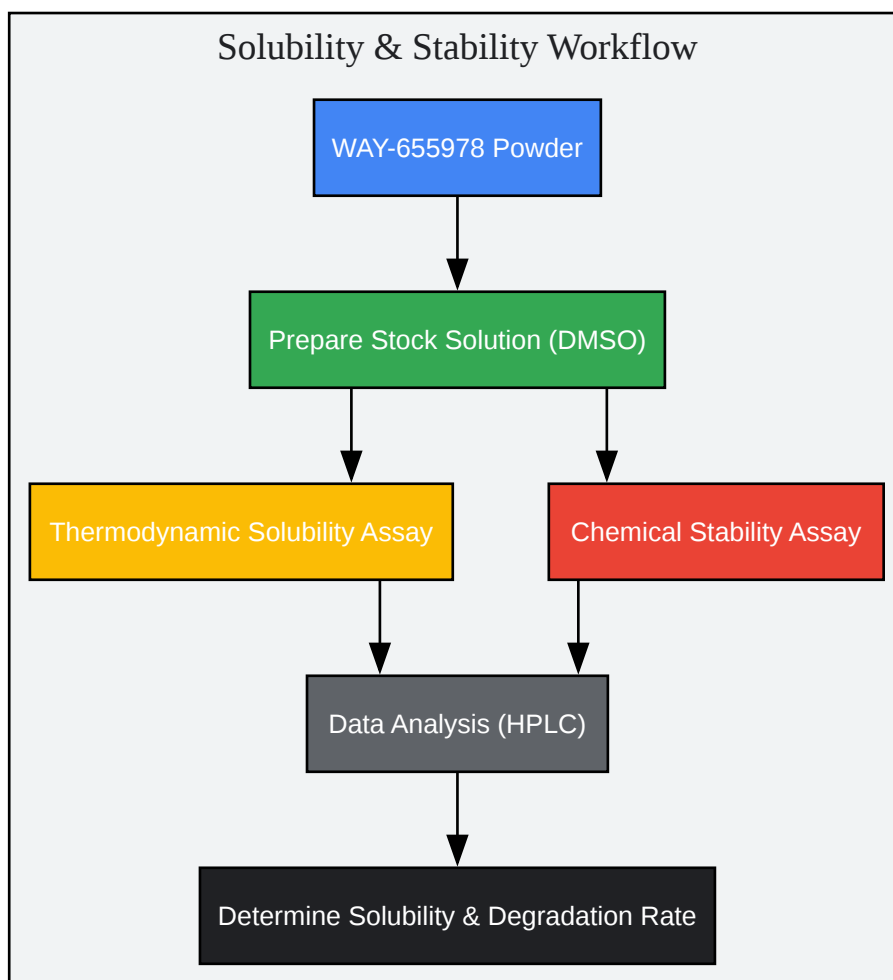 Solubility & Stability Workflow
WAY-655978 Powder
Prepare Stock Solution (DMSO)
Thermodynamic Solubility Assay
Chemical Stability Assay
Data Analysis (HPLC)
Determine Solubility & Degradation Rate